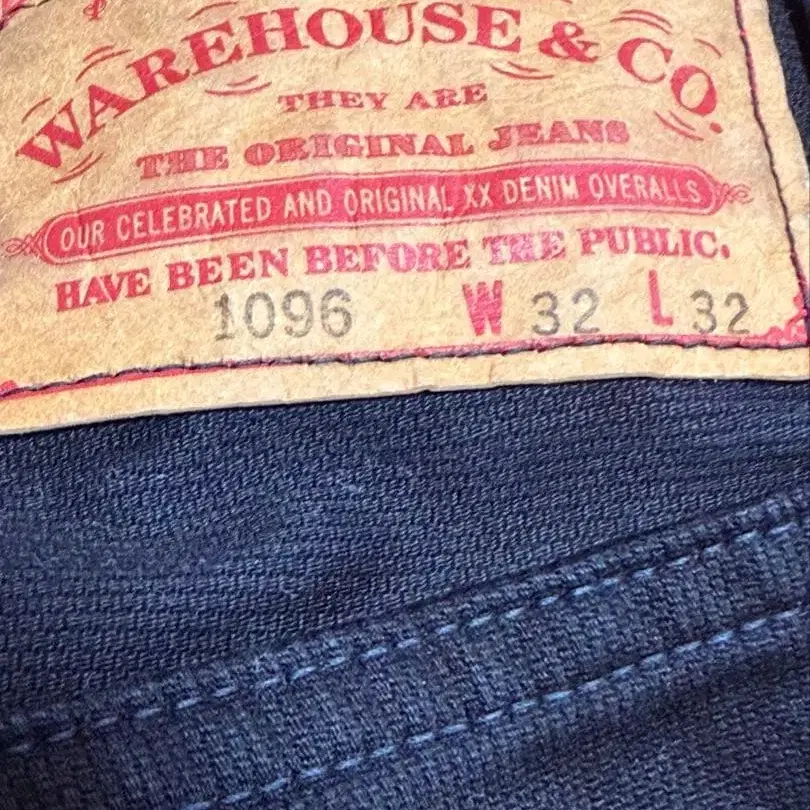 WAREHOUSE & CO.
THEY ARE
THE ORIGINAL JEANS
OUR CELEBRATED AND ORIGINAL XX DENIM OVERALLS
HAVE BEEN BEFORE THE PUBLIC.
1096 W 32 L 32